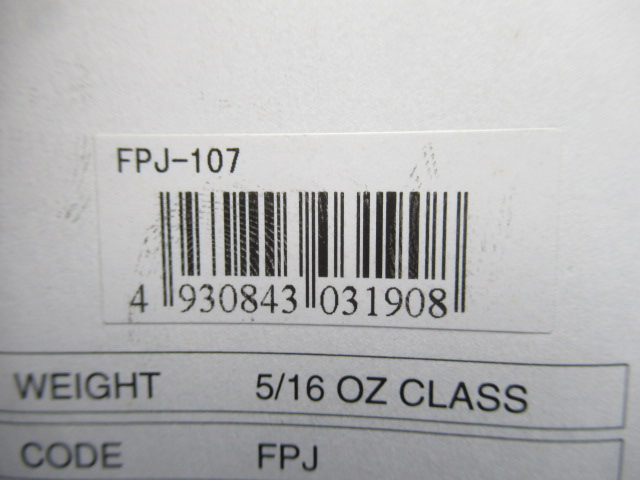 FPJ-107
4 930843 031908
WEIGHT 5/16 OZ CLASS
CODE FPJ